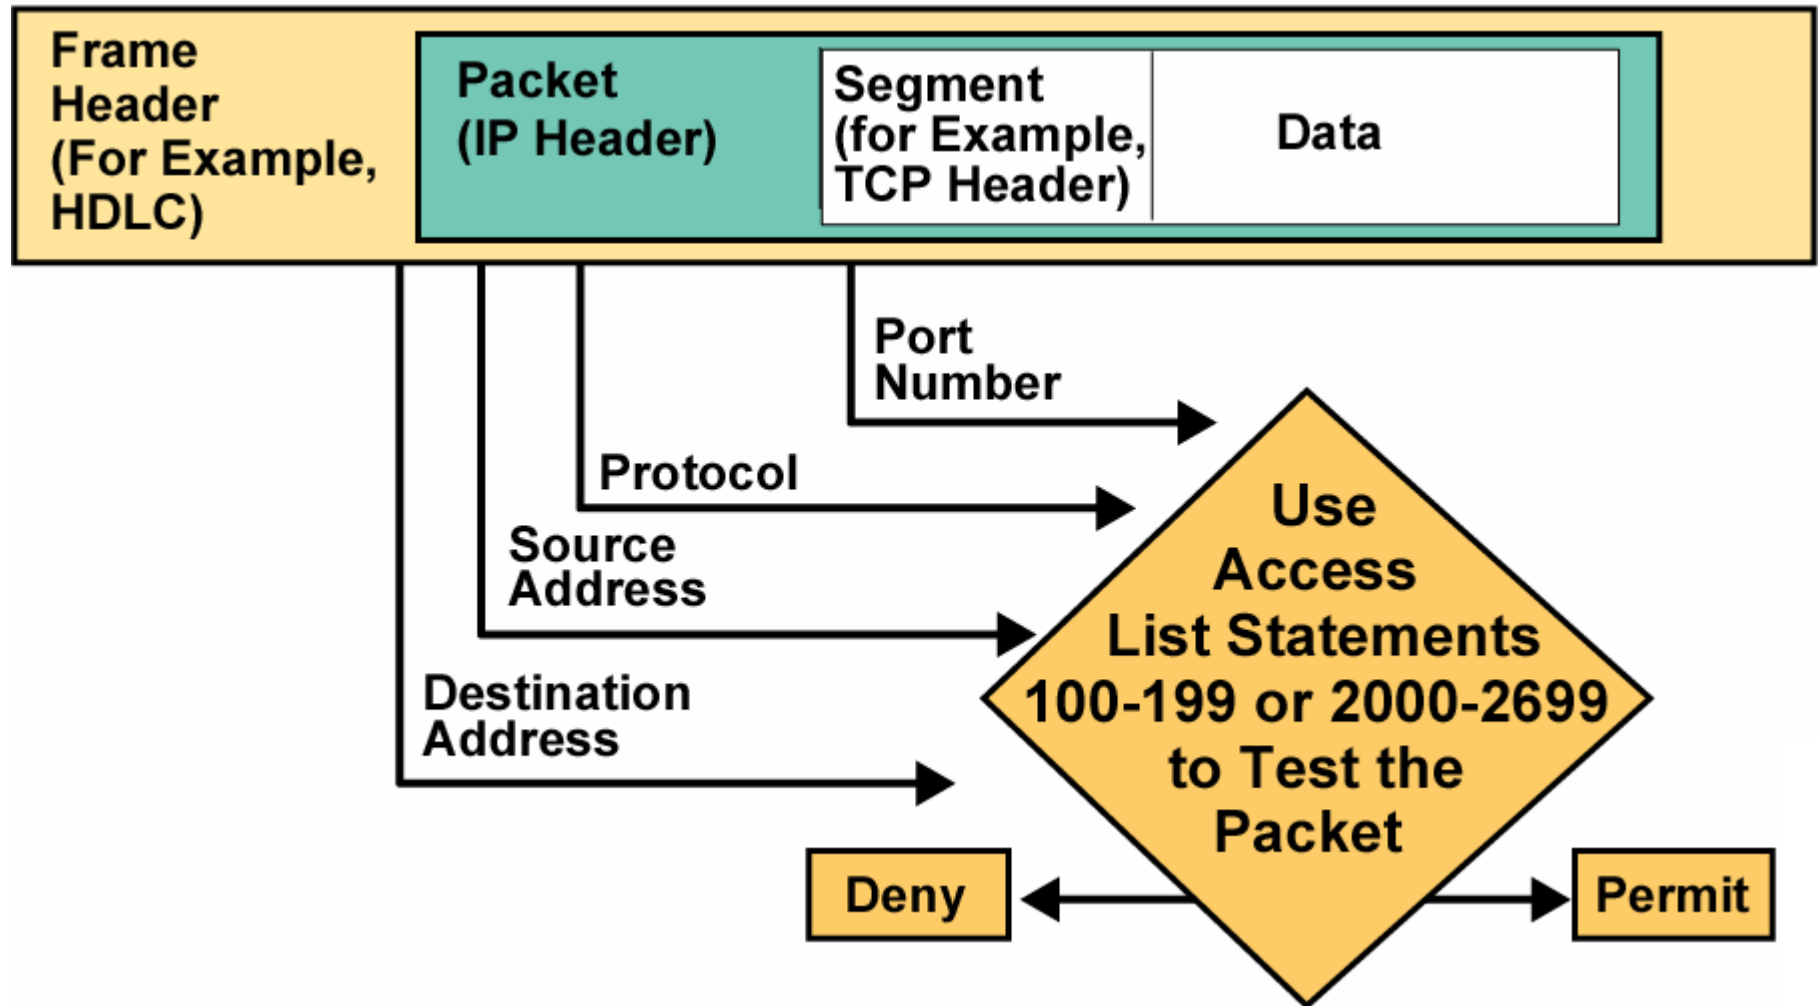 Frame
Header
(For Example,
HDLC)
Packet
(IP Header)
Segment
(for Example,
TCP Header)
Data
Port
Number
Protocol
Source
Address
Destination
Address
Use
Access
List Statements
100-199 or 2000-2699
to Test the
Packet
Deny
Permit